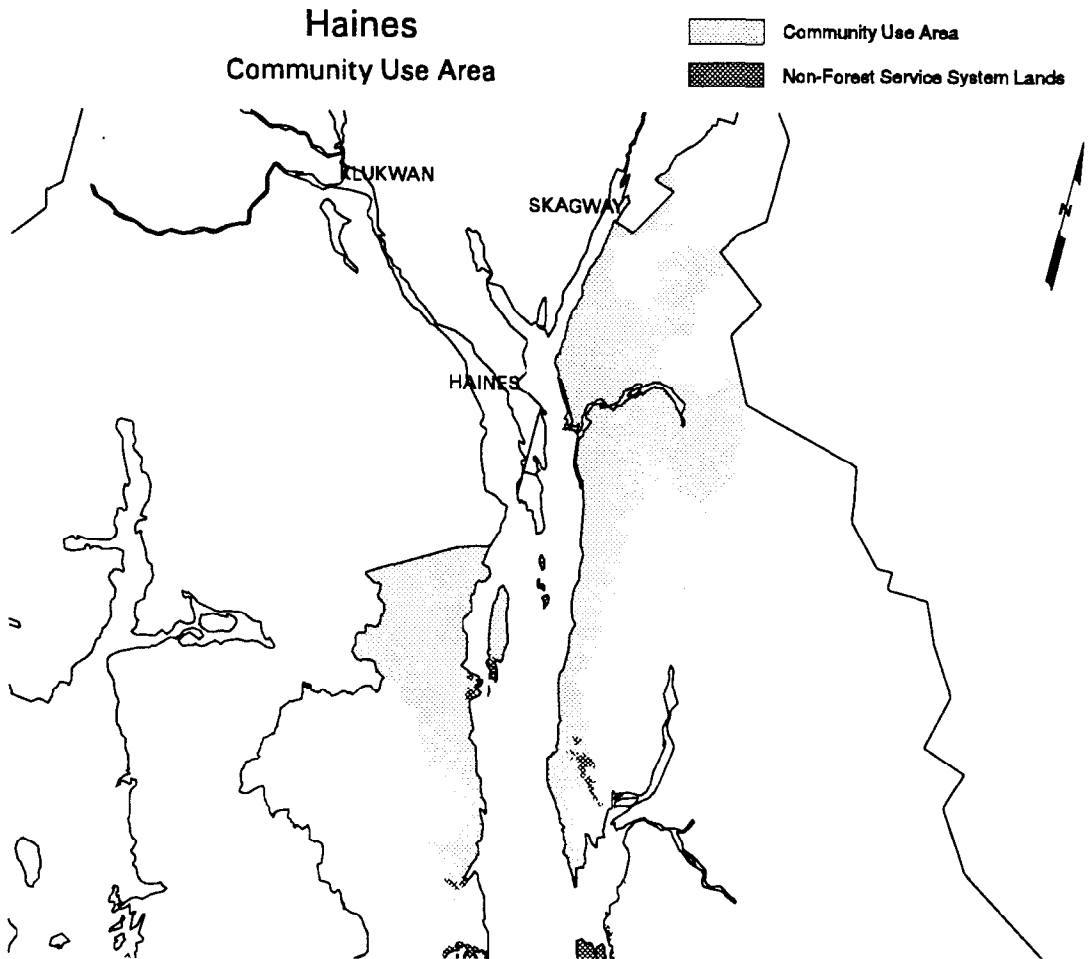 Haines
Community Use Area
Community Use Area
Non-Forest Service System Lands
KLUKWAN
SKAGWAY
N
HAINES